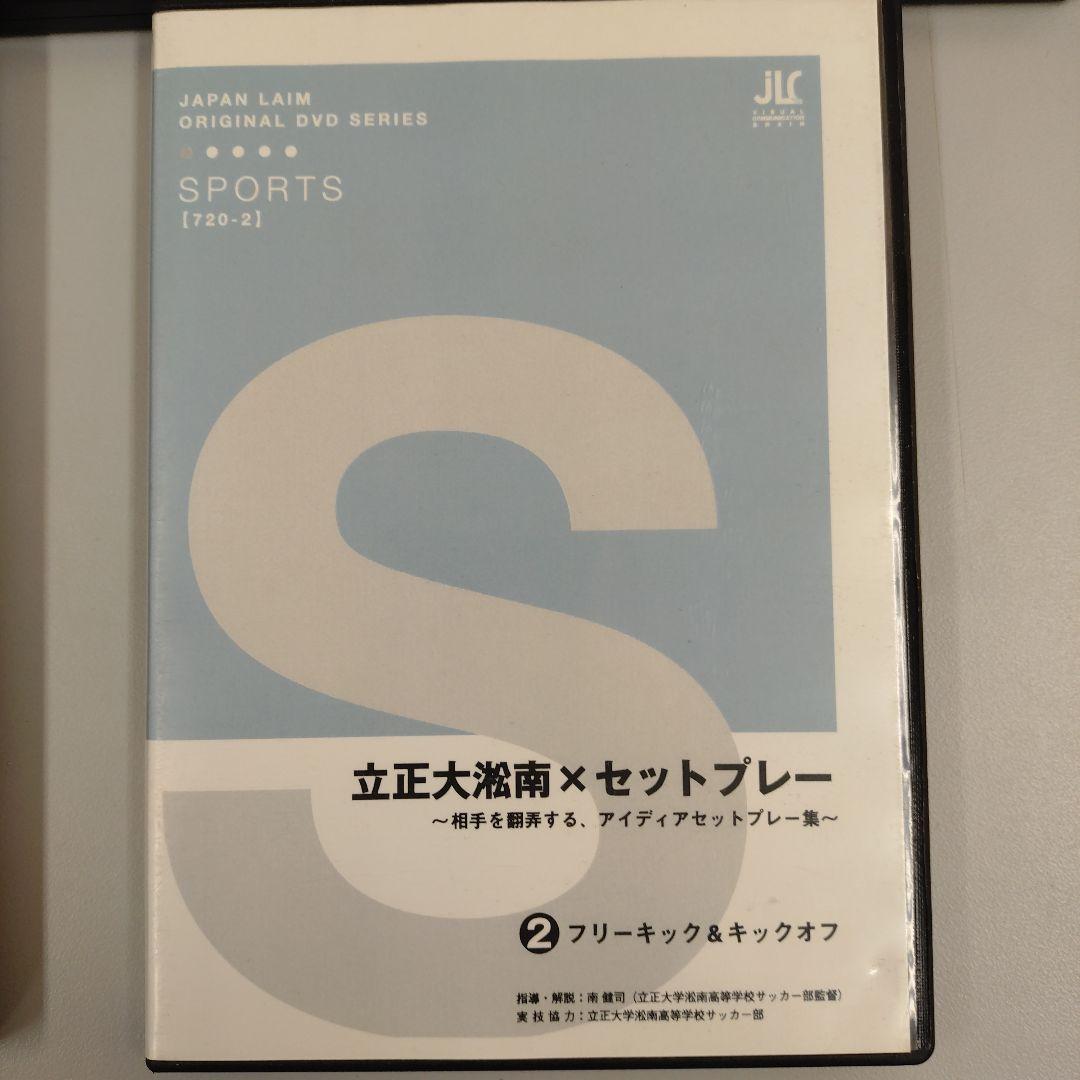 JAPAN LAIM
ORIGINAL DVD SERIES
SPORTS
【720-2】
JLC
VISUAL
COMMUNICATION
BRAIN
S
立正大淞南×セットプレー
～相手を翻弄する、アイディアセットプレー集～
❷フリーキック&キックオフ
指導・解説：南 健司（立正大学淞南高等学校サッカー部監督）
実技協力：立正大学淞南高等学校サッカー部